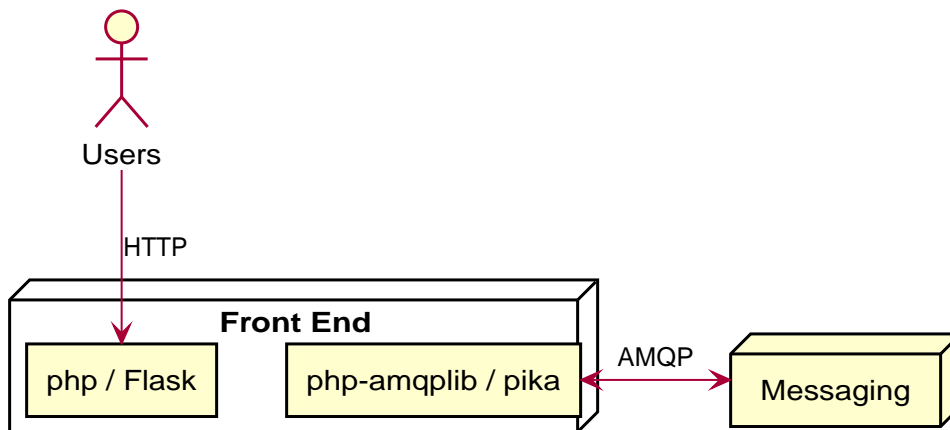 Users
HTTP
Front End
php / Flask
php-amqplib / pika
AMQP
Messaging